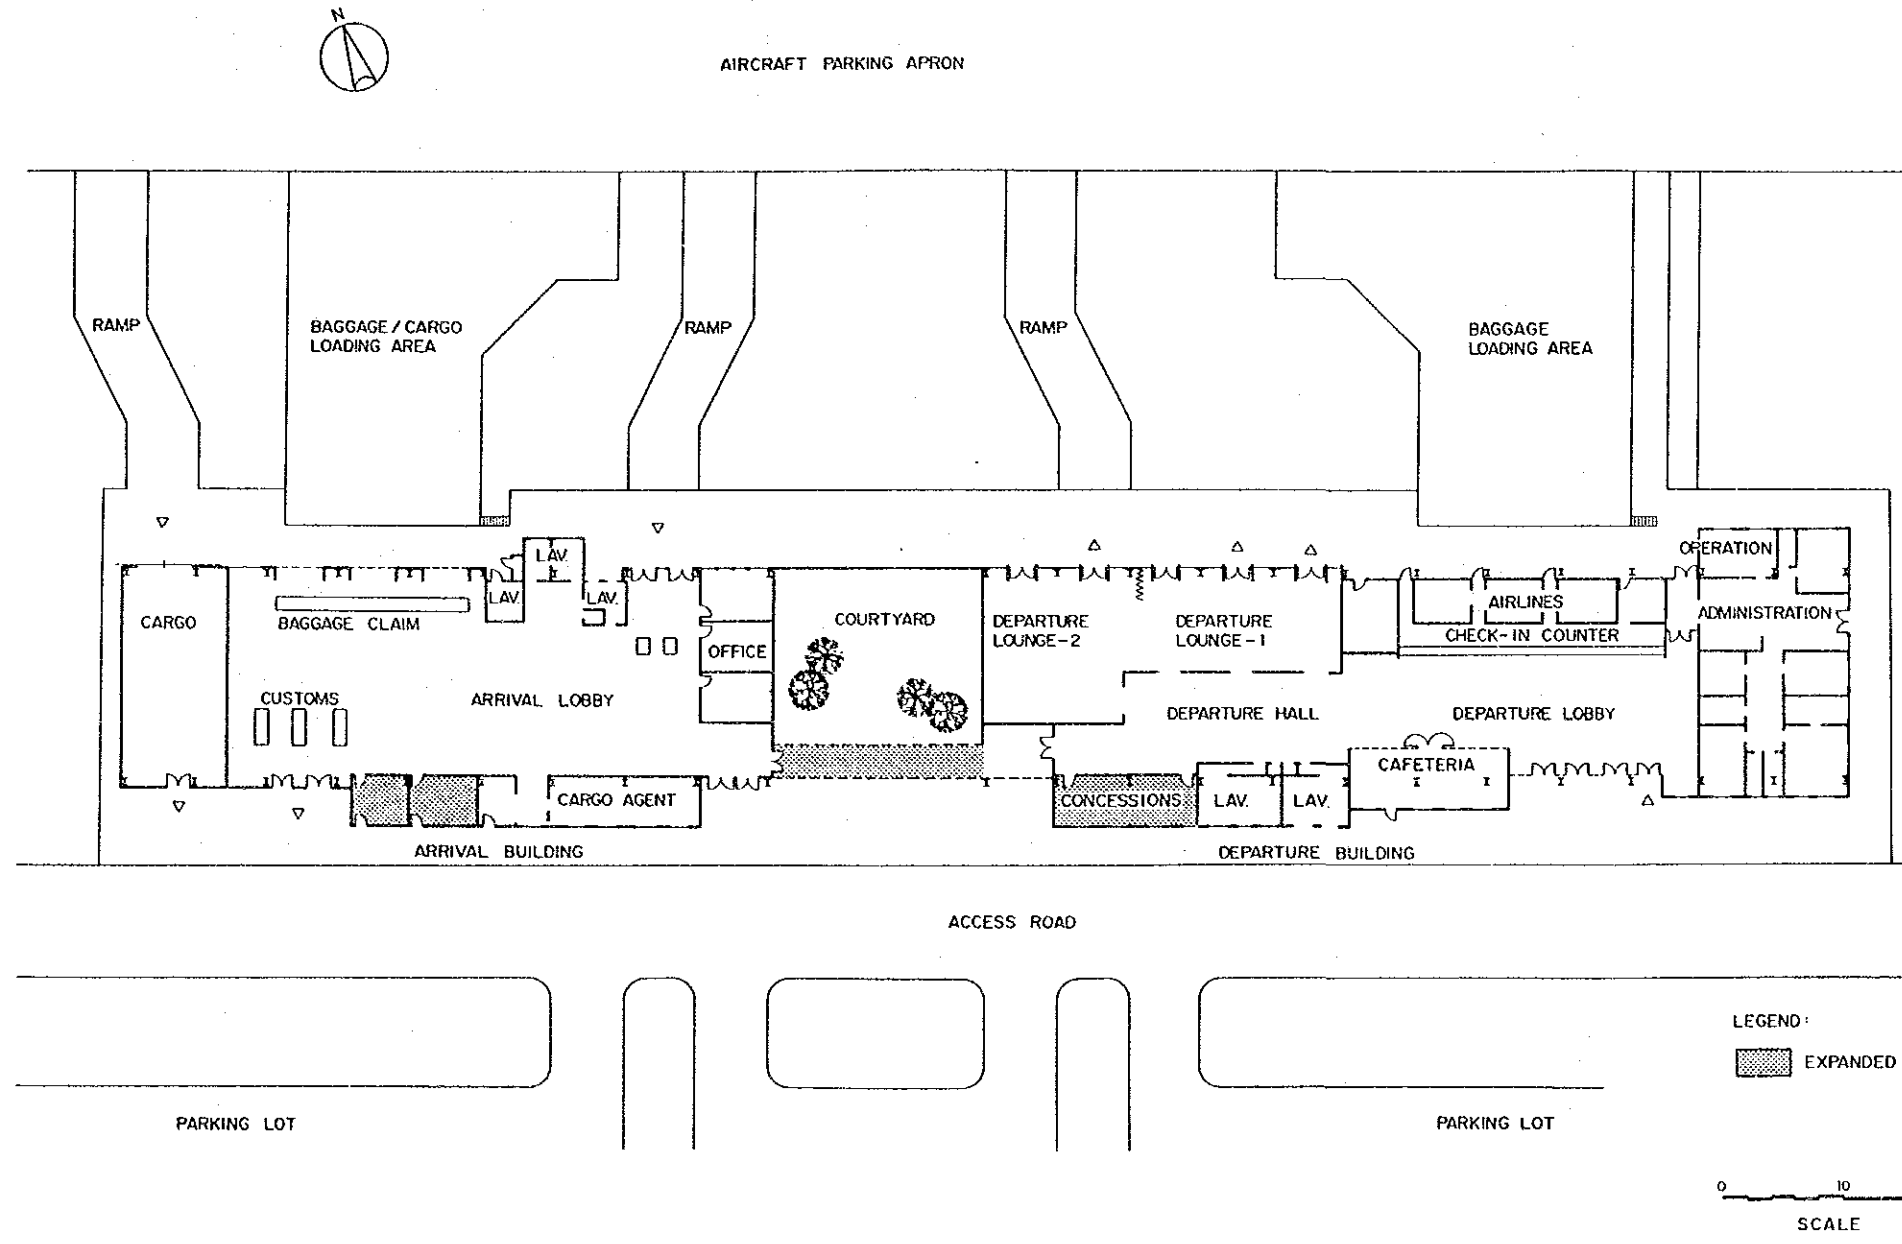 N
AIRCRAFT PARKING APRON
RAMP
BAGGAGE / CARGO
LOADING AREA
RAMP
RAMP
BAGGAGE
LOADING AREA
LAV.
OPERATION
LAV.
LAV.
CARGO
BAGGAGE CLAIM
OFFICE
COURTYARD
DEPARTURE
LOUNGE-2
DEPARTURE
LOUNGE-1
AIRLINES
CHECK-IN COUNTER
ADMINISTRATION
CUSTOMS
ARRIVAL LOBBY
DEPARTURE HALL
DEPARTURE LOBBY
CAFETERIA
CARGO AGENT
CONCESSIONS
LAV.
LAV.
ARRIVAL BUILDING
DEPARTURE BUILDING
ACCESS ROAD
LEGEND:
EXPANDED
PARKING LOT
PARKING LOT
0 10
SCALE